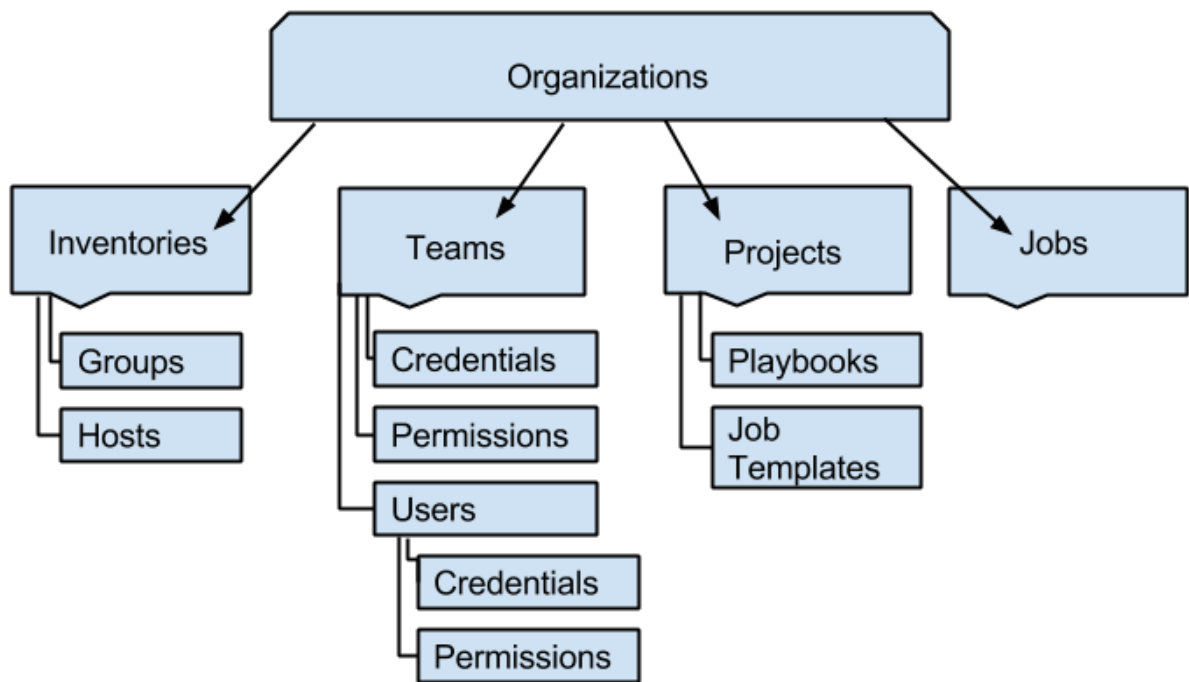 Organizations
Inventories
Teams
Projects
Jobs
Groups
Hosts
Credentials
Permissions
Users
Credentials
Permissions
Playbooks
Job
Templates